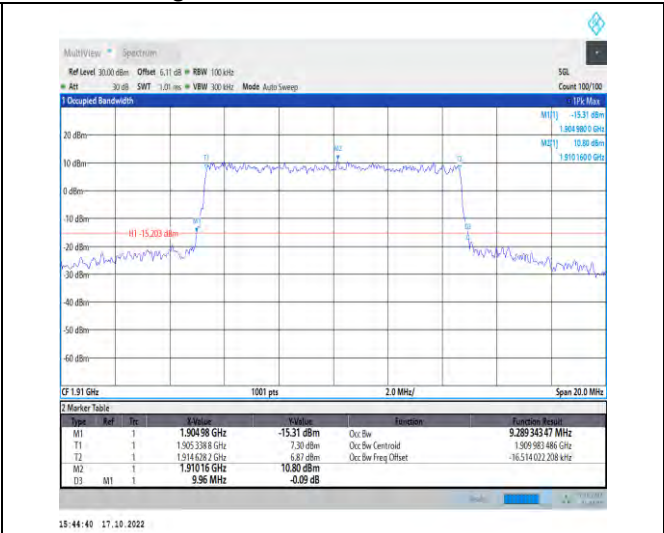 MultiView Spectrum
Ref Level 30.00 dBm Offset 6.11 dB RBW 100 kHz SGL
Att 30 dB SWT 1.01 ms VBW 300 kHz Mode Auto Sweep Count 100/100
1 Occupied Bandwidth 1Pk Max
M1[1] -15.31 dBm
1.904 980 0 GHz
20 dBm
M2[1] 10.80 dBm
1.910 160 0 GHz
M2
T1 T2
10 dBm
0 dBm
-10 dBm
M1
D3
H1 -15.203 dBm
-20 dBm
-30 dBm
-40 dBm
-50 dBm
-60 dBm
CF 1.91 GHz 1001 pts 2.0 MHz/ Span 20.0 MHz
2 Marker Table
Type Ref Trc X-Value Y-Value Function Function Result
M1 1 1.904 98 GHz -15.31 dBm Occ Bw 9.289 343 47 MHz
T1 1 1.905 338 8 GHz 7.30 dBm Occ Bw Centroid 1.909 983 486 GHz
T2 1 1.914 628 2 GHz 6.87 dBm Occ Bw Freq Offset -16.514 022 208 kHz
M2 1 1.910 16 GHz 10.80 dBm
D3 M1 1 9.96 MHz -0.09 dB
15:44:40 17.10.2022